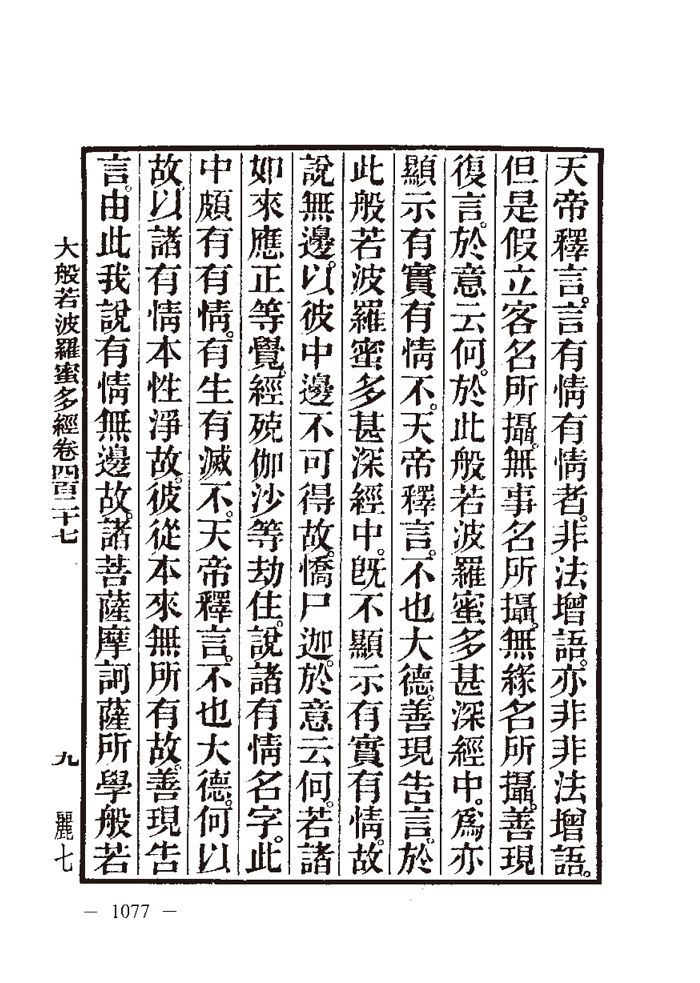 天帝釋言。言有情有情者。非法增語。亦非非法增語。
但是假立客名所攝。無事名所攝。無緣名所攝。善現
復言。於意云何。於此般若波羅蜜多甚深經中。爲亦
顯示有實有情不。天帝釋言。不也大德。善現告言。於
此般若波羅蜜多甚深經中。旣不顯示有實有情。故
說無邊。以彼中邊不可得故。憍尸迦。於意云何。若諸
如來應正等覺。經殑伽沙等劫住。說諸有情名字。此
中頗有有情。有生有滅不。天帝釋言。不也大德。何以
故。以諸有情本性淨故。彼從本來無所有故。善現告
言。由此我說有情無邊故。諸菩薩摩訶薩所學般若
大般若波羅蜜多經卷四百二十七
九
麗七
— 1077 —